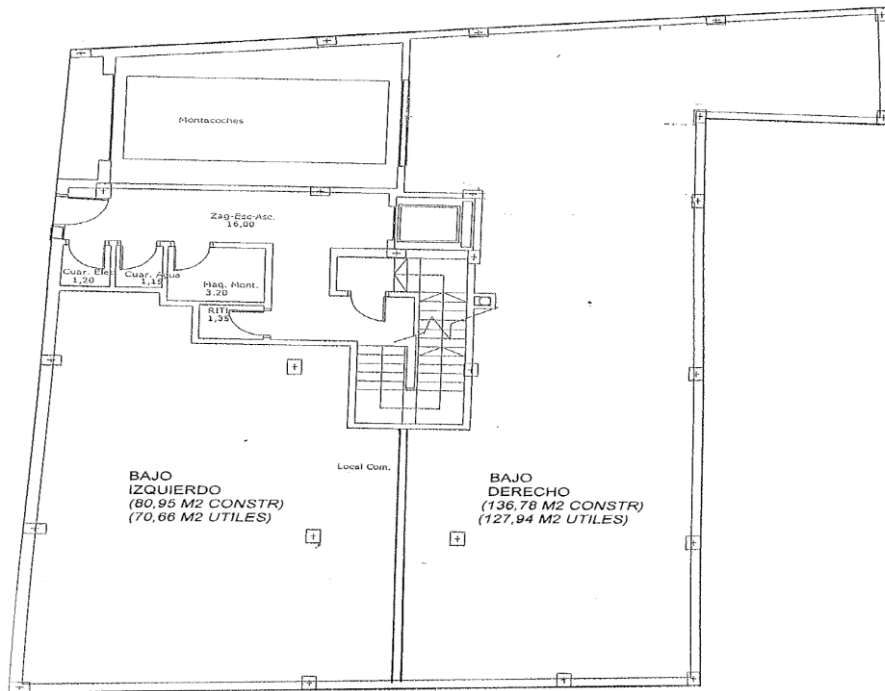 Montacoches
Zag-Esc-Asc.
16,00
Cuar. Elec.
1,20
Cuar. Agua
1,15
Maq. Mont.
3.20
RITI
1,35
Local Com.
BAJO
IZQUIERDO
(80,95 M2 CONSTR)
(70,66 M2 UTILES)
BAJO
DERECHO
(136,78 M2 CONSTR)
(127,94 M2 UTILES)